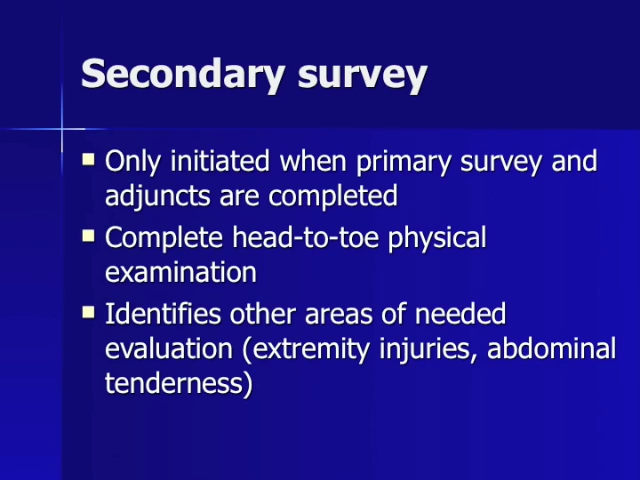 Secondary survey
Only initiated when primary survey and
adjuncts are completed
Complete head-to-toe physical
examination
Identifies other areas of needed
evaluation (extremity injuries, abdominal
tenderness)